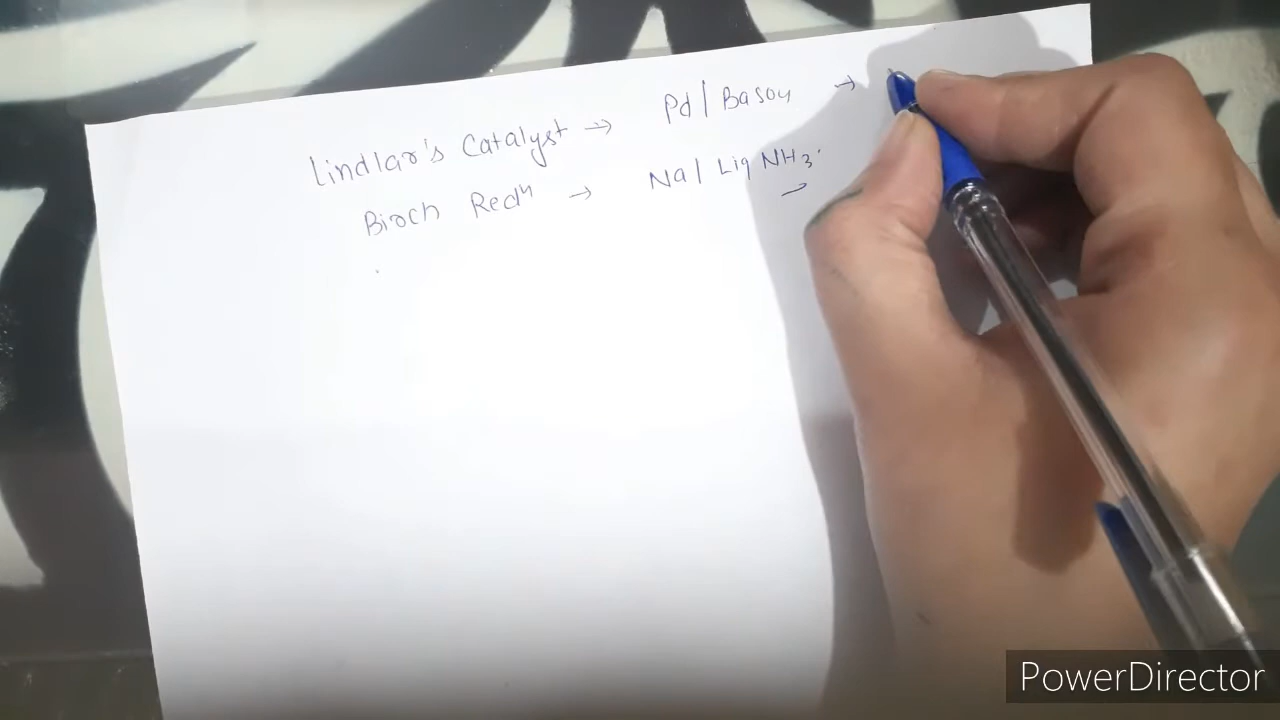 Lindlar's Catalyst → Pd / BaSO4 →
Birch Redn → Na / Liq NH3. →
PowerDirector